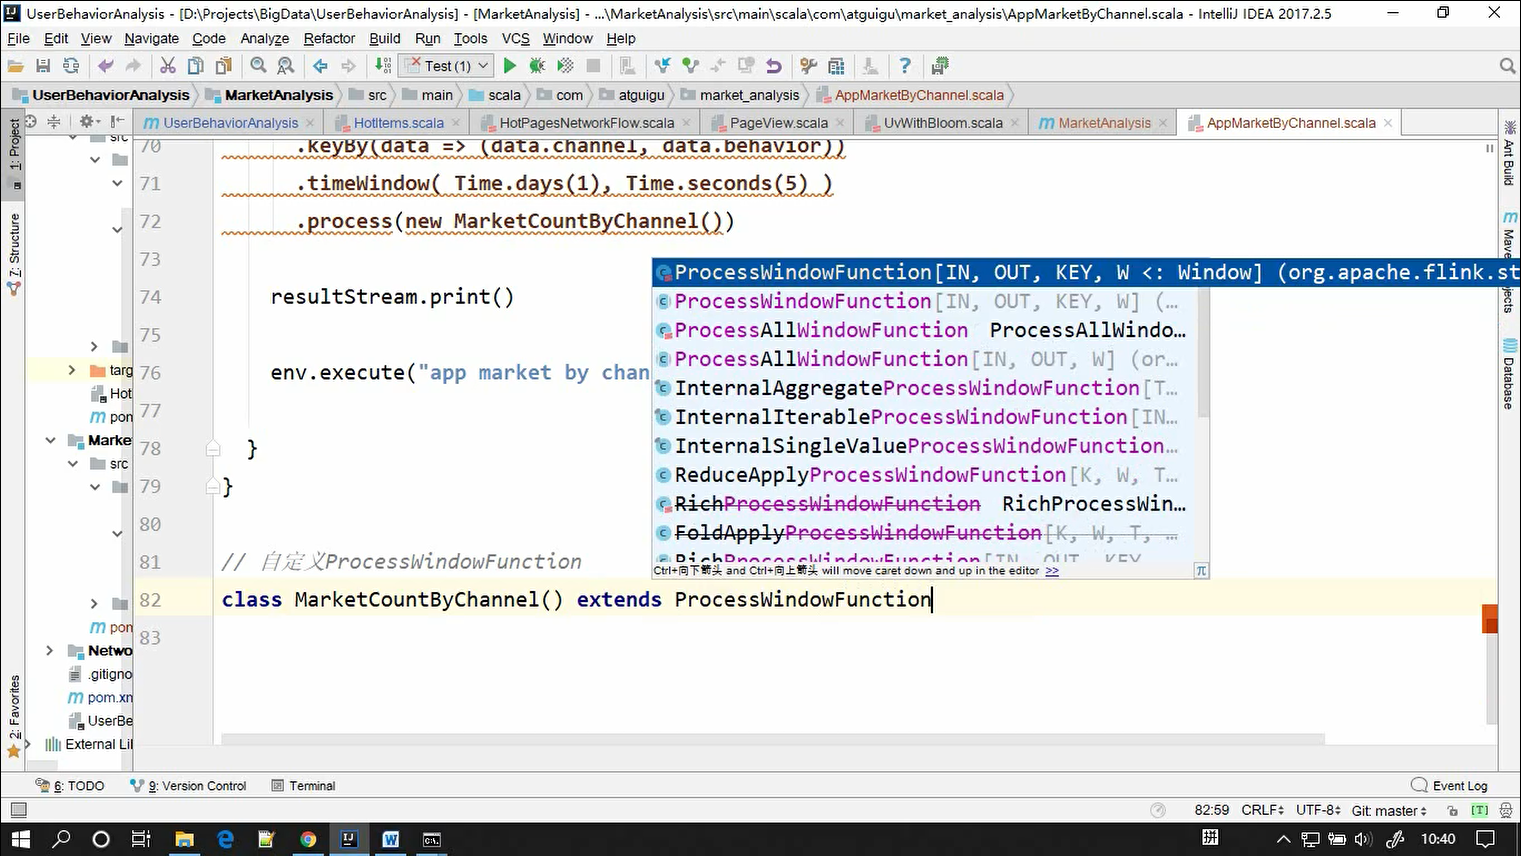 UserBehaviorAnalysis - [D:\Projects\BigData\UserBehaviorAnalysis] - [MarketAnalysis] - ...\MarketAnalysis\src\main\scala\com\atguigu\market_analysis\AppMarketByChannel.scala - IntelliJ IDEA 2017.2.5
File Edit View Navigate Code Analyze Refactor Build Run Tools VCS Window Help
Test (1)
UserBehaviorAnalysis MarketAnalysis src main scala com atguigu market_analysis AppMarketByChannel.scala
UserBehaviorAnalysis HotItems.scala HotPagesNetworkFlow.scala PageView.scala UvWithBloom.scala MarketAnalysis AppMarketByChannel.scala
1: Project
7: Structure
2: Favorites
src
targ
Hot
pom
Marke
src
pom
Netwo
.gitigno
pom.xn
UserBe
External Lil
70 .keyBy(data => (data.channel, data.behavior))
71 .timeWindow( Time.days(1), Time.seconds(5) )
72 .process(new MarketCountByChannel())
73
74 resultStream.print()
75
76 env.execute("app market by chan
77
78 }
79 }
80
81 // 自定义ProcessWindowFunction
82 class MarketCountByChannel() extends ProcessWindowFunction
83
ProcessWindowFunction[IN, OUT, KEY, W <: Window] (org.apache.flink.st
ProcessWindowFunction[IN, OUT, KEY, W] (…
ProcessAllWindowFunction ProcessAllWindo…
ProcessAllWindowFunction[IN, OUT, W] (or…
InternalAggregateProcessWindowFunction[T…
InternalIterableProcessWindowFunction[IN…
InternalSingleValueProcessWindowFunction…
ReduceApplyProcessWindowFunction[K, W, T…
RichProcessWindowFunction RichProcessWin…
FoldApplyProcessWindowFunction[K, W, T, …
RichProcessWindowFunction[IN, OUT, KEY,
Ctrl+向下箭头 and Ctrl+向上箭头 will move caret down and up in the editor >>
π
Ant Build
Maven
jects
Database
6: TODO 9: Version Control Terminal Event Log
82:59 CRLF UTF-8 Git: master [T]
拼 10:40